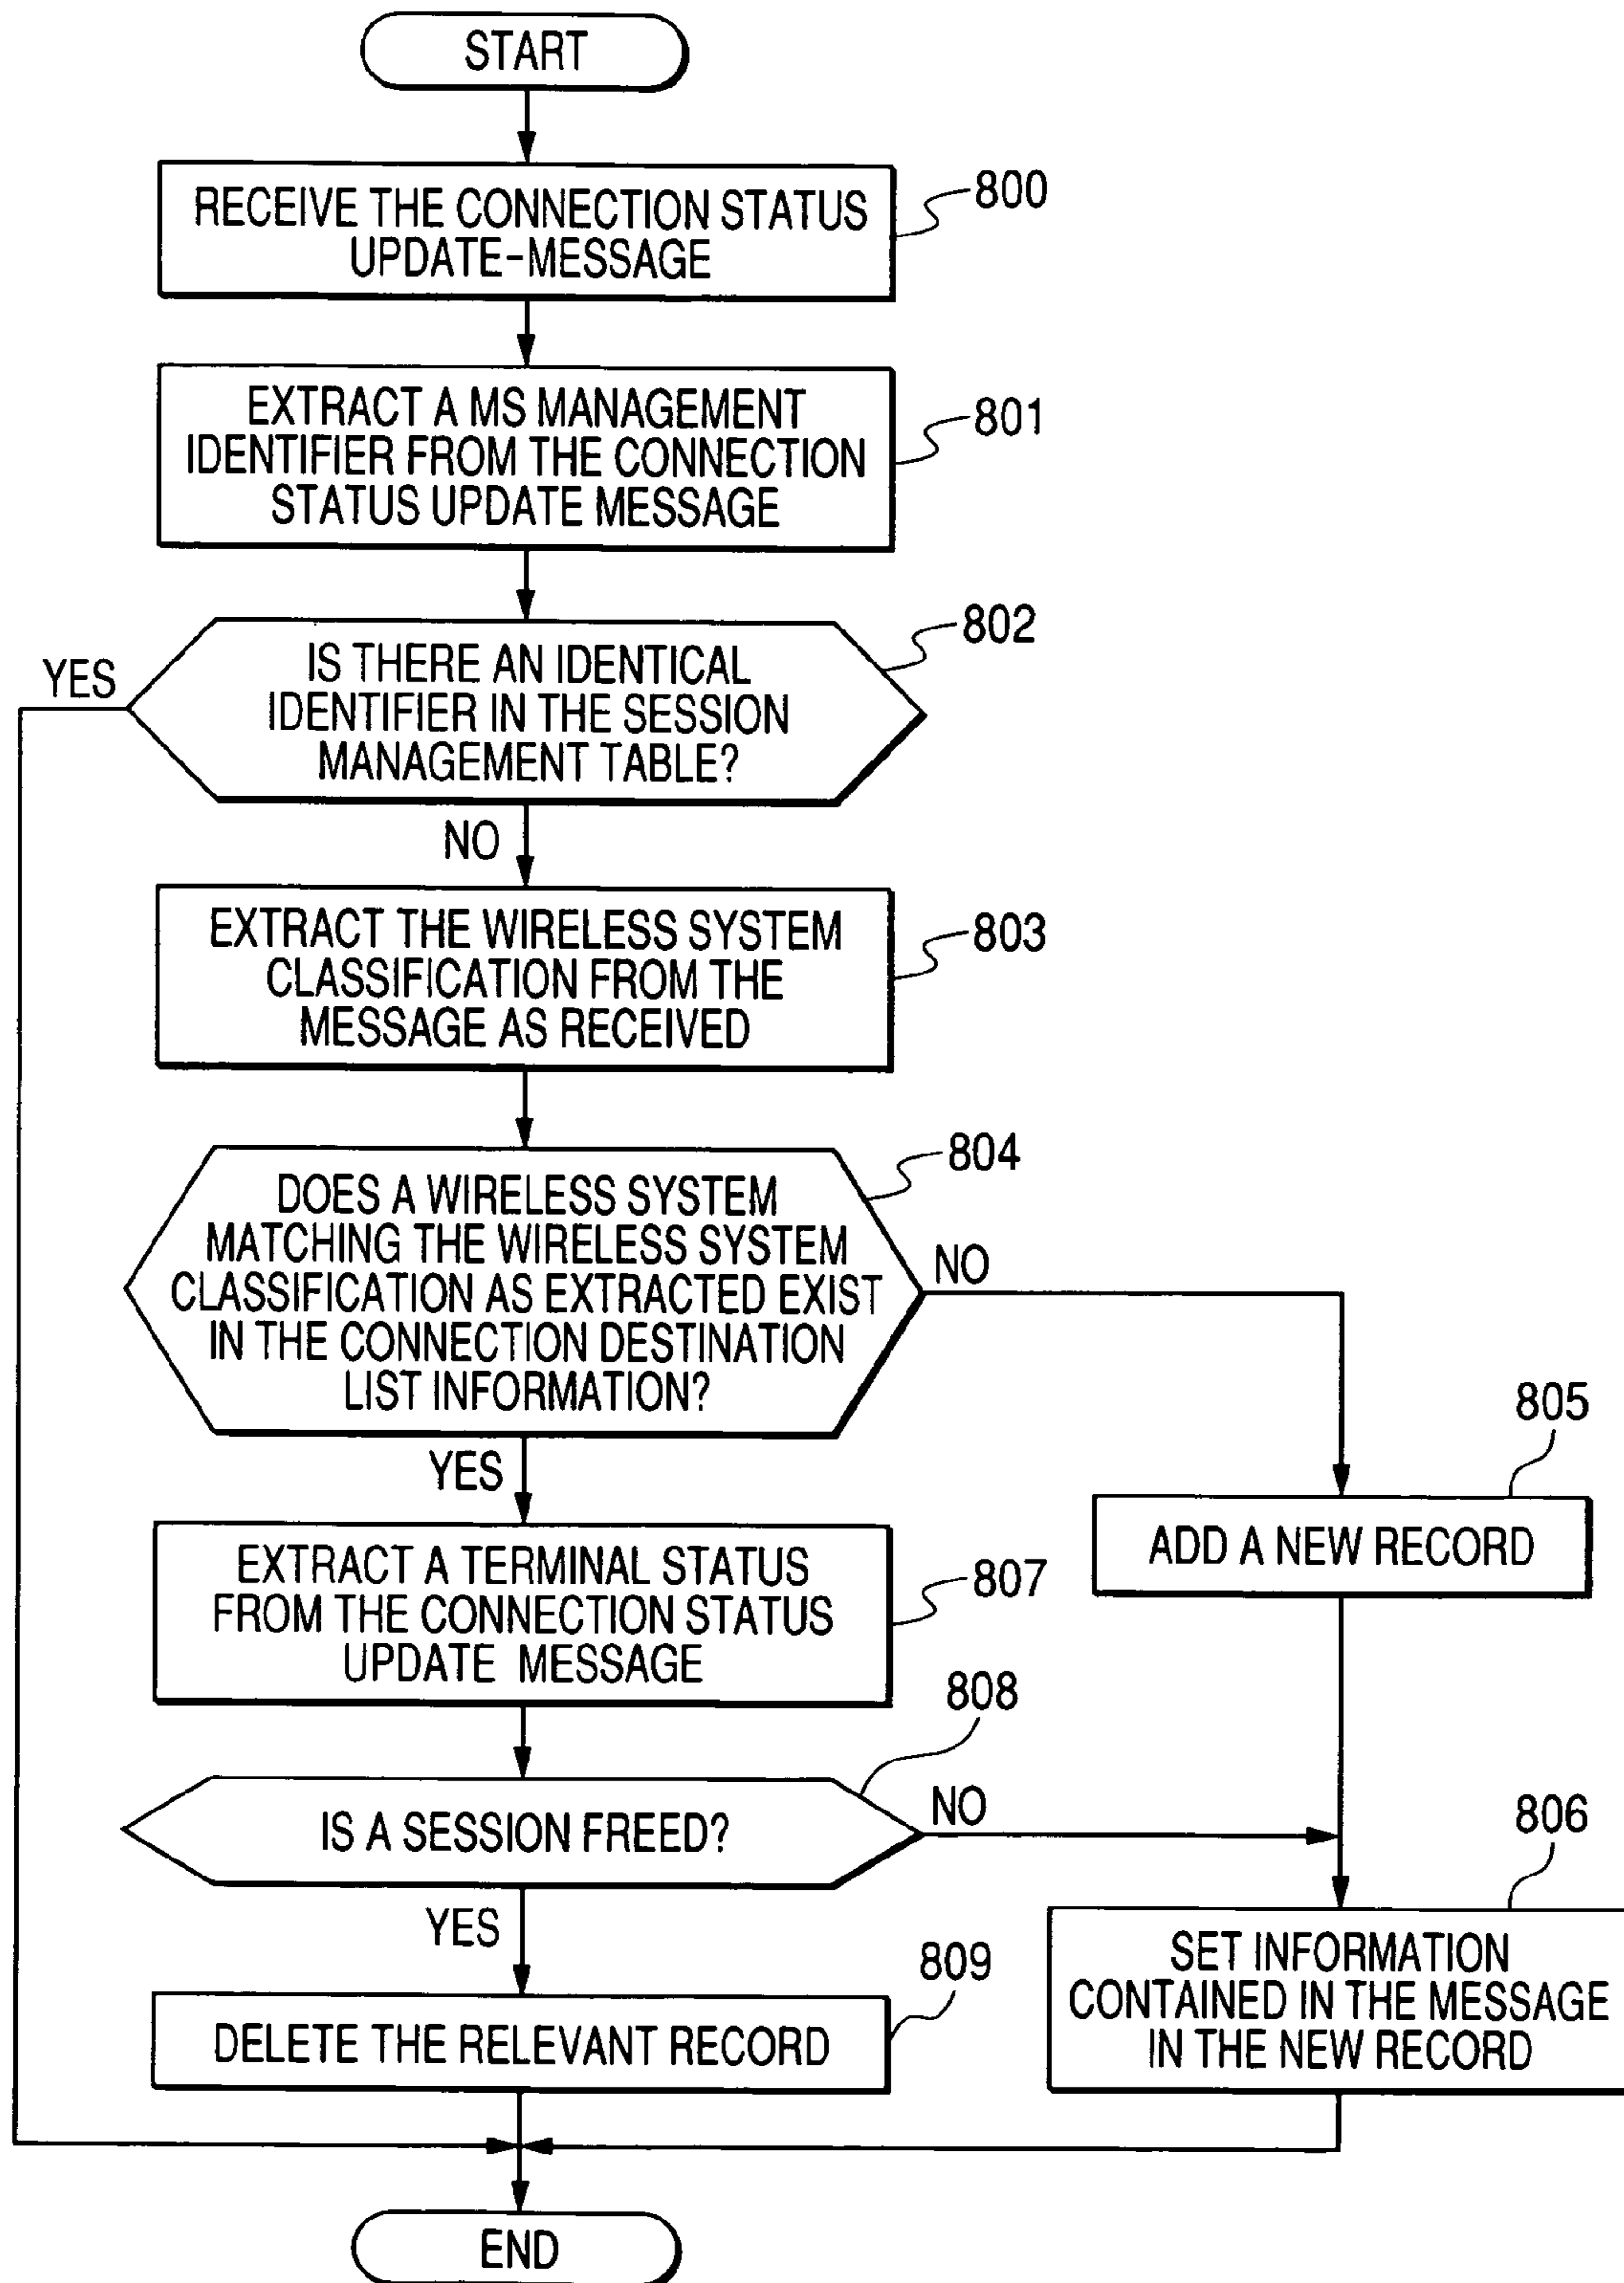 START
RECEIVE THE CONNECTION STATUS
UPDATE-MESSAGE
800
EXTRACT A MS MANAGEMENT
IDENTIFIER FROM THE CONNECTION
STATUS UPDATE MESSAGE
801
IS THERE AN IDENTICAL
IDENTIFIER IN THE SESSION
MANAGEMENT TABLE?
802
YES
NO
EXTRACT THE WIRELESS SYSTEM
CLASSIFICATION FROM THE
MESSAGE AS RECEIVED
803
DOES A WIRELESS SYSTEM
MATCHING THE WIRELESS SYSTEM
CLASSIFICATION AS EXTRACTED EXIST
IN THE CONNECTION DESTINATION
LIST INFORMATION?
804
NO
YES
805
ADD A NEW RECORD
EXTRACT A TERMINAL STATUS
FROM THE CONNECTION STATUS
UPDATE MESSAGE
807
IS A SESSION FREED?
808
NO
YES
806
SET INFORMATION
CONTAINED IN THE MESSAGE
IN THE NEW RECORD
DELETE THE RELEVANT RECORD
809
END